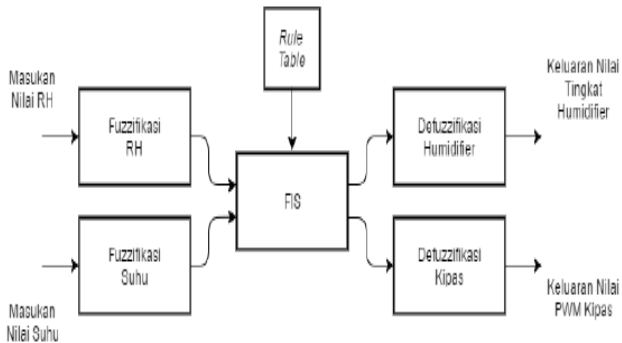 Rule
Table
Masukan
Nilai RH
Fuzzifikasi
RH
FIS
Defuzzifikasi
Humidifier
Keluaran Nilai
Tingkat
Humidifier
Fuzzifikasi
Suhu
Masukan
Nilai Suhu
Defuzzifikasi
Kipas
Keluaran Nilai
PWM Kipas